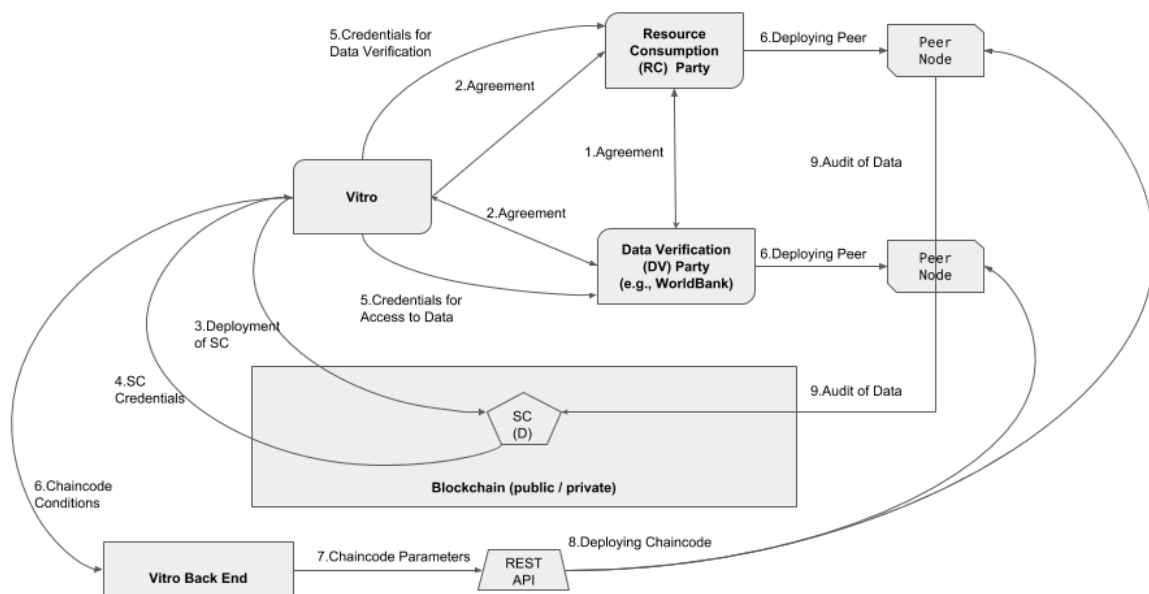 5.Credentials for
Data Verification
Resource
Consumption
(RC) Party
6.Deploying Peer
Peer
Node
2.Agreement
1.Agreement
9.Audit of Data
Vitro
2.Agreement
Data Verification
(DV) Party
(e.g., WorldBank)
6.Deploying Peer
Peer
Node
5.Credentials for
Access to Data
3.Deployment
of SC
4.SC
Credentials
9.Audit of Data
SC
(D)
Blockchain (public / private)
6.Chaincode
Conditions
7.Chaincode Parameters
8.Deploying Chaincode
Vitro Back End
REST
API